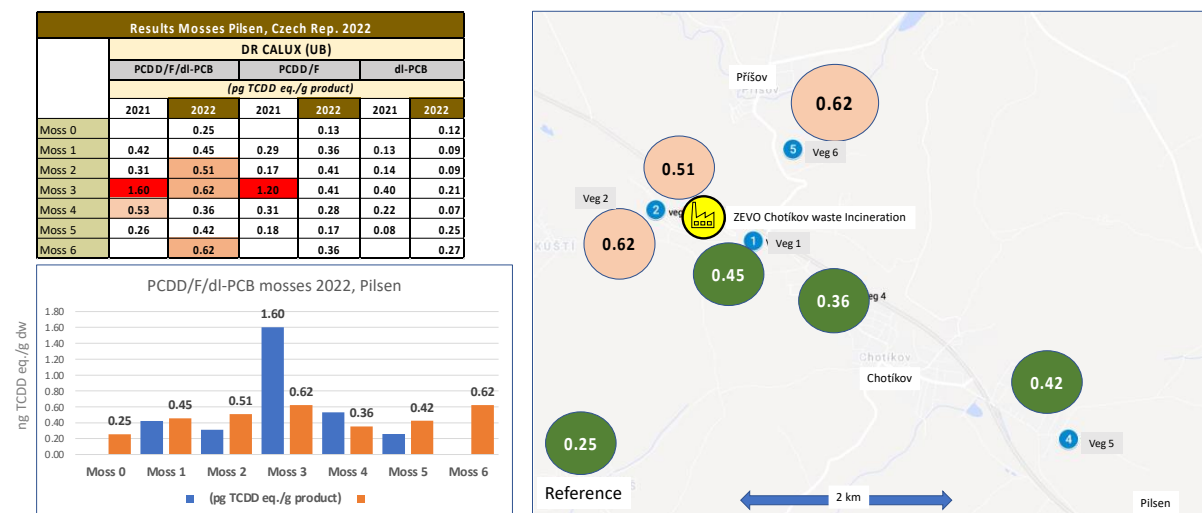 Results Mosses Pilsen, Czech Rep. 2022
DR CALUX (UB)
PCDD/F/dl-PCB PCDD/F dl-PCB
(pg TCDD eq./g product)
2021 2022 2021 2022 2021 2022
Moss 0 0.25 0.13 0.12
Moss 1 0.42 0.45 0.29 0.36 0.13 0.09
Moss 2 0.31 0.51 0.17 0.41 0.14 0.09
Moss 3 1.60 0.62 1.20 0.41 0.40 0.21
Moss 4 0.53 0.36 0.31 0.28 0.22 0.07
Moss 5 0.26 0.42 0.18 0.17 0.08 0.25
Moss 6 0.62 0.36 0.27
PCDD/F/dl-PCB mosses 2022, Pilsen
ng TCDD eq./g dw
1.80
1.60
1.40
1.20
1.00
0.80
0.60
0.40
0.20
0.00
0.25
0.45
0.51
1.60
0.62
0.36
0.42
0.62
Moss 0 Moss 1 Moss 2 Moss 3 Moss 4 Moss 5 Moss 6
(pg TCDD eq./g product)
Příšov
Příšov
0.62
5 Veg 6
0.51
Veg 2
2 veg
ZEVO Chotíkov waste Incineration
KÚŠTÍ
0.62
1 Veg 1
0.45
0.36
eg 4
Chotíkov
Chotíkov
0.42
4 Veg 5
0.25
Reference
2 km
Pilsen